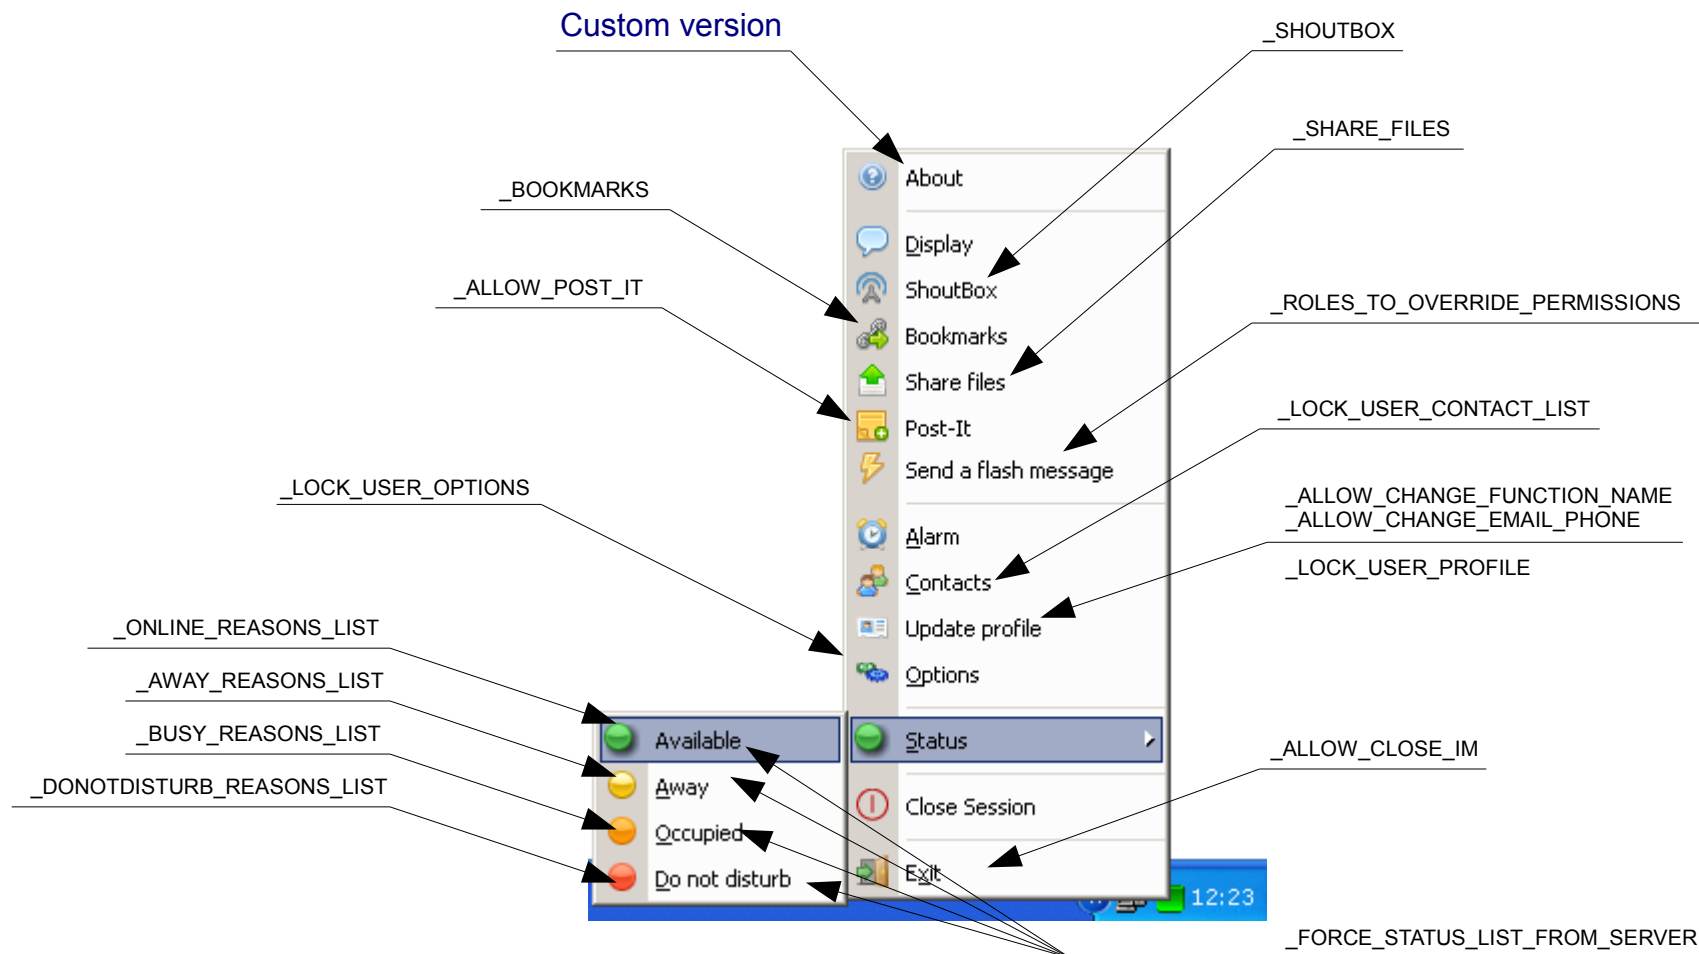 Custom version
_SHOUTBOX
_SHARE_FILES
_BOOKMARKS
_ALLOW_POST_IT
_ROLES_TO_OVERRIDE_PERMISSIONS
_LOCK_USER_CONTACT_LIST
_LOCK_USER_OPTIONS
_ALLOW_CHANGE_FUNCTION_NAME
_ALLOW_CHANGE_EMAIL_PHONE
_LOCK_USER_PROFILE
_ONLINE_REASONS_LIST
_AWAY_REASONS_LIST
_BUSY_REASONS_LIST
_DONOTDISTURB_REASONS_LIST
_ALLOW_CLOSE_IM
_FORCE_STATUS_LIST_FROM_SERVER
About
Display
ShoutBox
Bookmarks
Share files
Post-It
Send a flash message
Alarm
Contacts
Update profile
Options
Status
Close Session
Exit
Available
Away
Occupied
Do not disturb
12:23